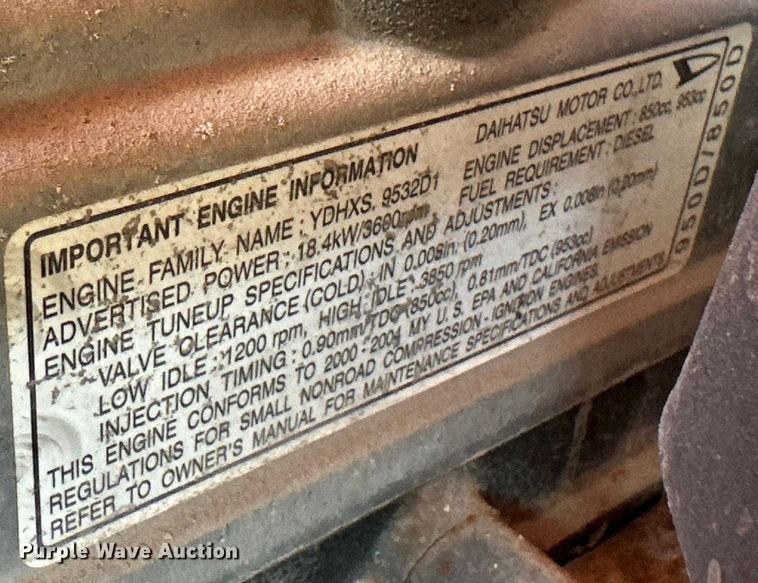 IMPORTANT ENGINE INFORMATION DAIHATSU MOTOR CO.,LTD.
ENGINE FAMILY NAME : YDHXS. 9532D1 ENGINE DISPLACEMENT : 850cc, 953cc
ADVERTISED POWER : 18.4kW/3600rpm FUEL REQUIREMENT : DIESEL
ENGINE TUNEUP SPECIFICATIONS AND ADJUSTMENTS :
VALVE CLEARANCE (COLD) : IN 0.008in (0.20mm), EX 0.008in (0.20mm)
LOW IDLE : 1200 rpm, HIGH IDLE : 3850 rpm
INJECTION TIMING : 0.90mm/TDC (850cc), 0.81mm/TDC (953cc)
THIS ENGINE CONFORMS TO 2000 - 2004 MY U. S. EPA AND CALIFORNIA EMISSION
REGULATIONS FOR SMALL NONROAD COMPRESSION - IGNITION ENGINES.
REFER TO OWNER'S MANUAL FOR MAINTENANCE SPECIFICATIONS AND ADJUSTMENTS
950D/850D
Purple Wave Auction